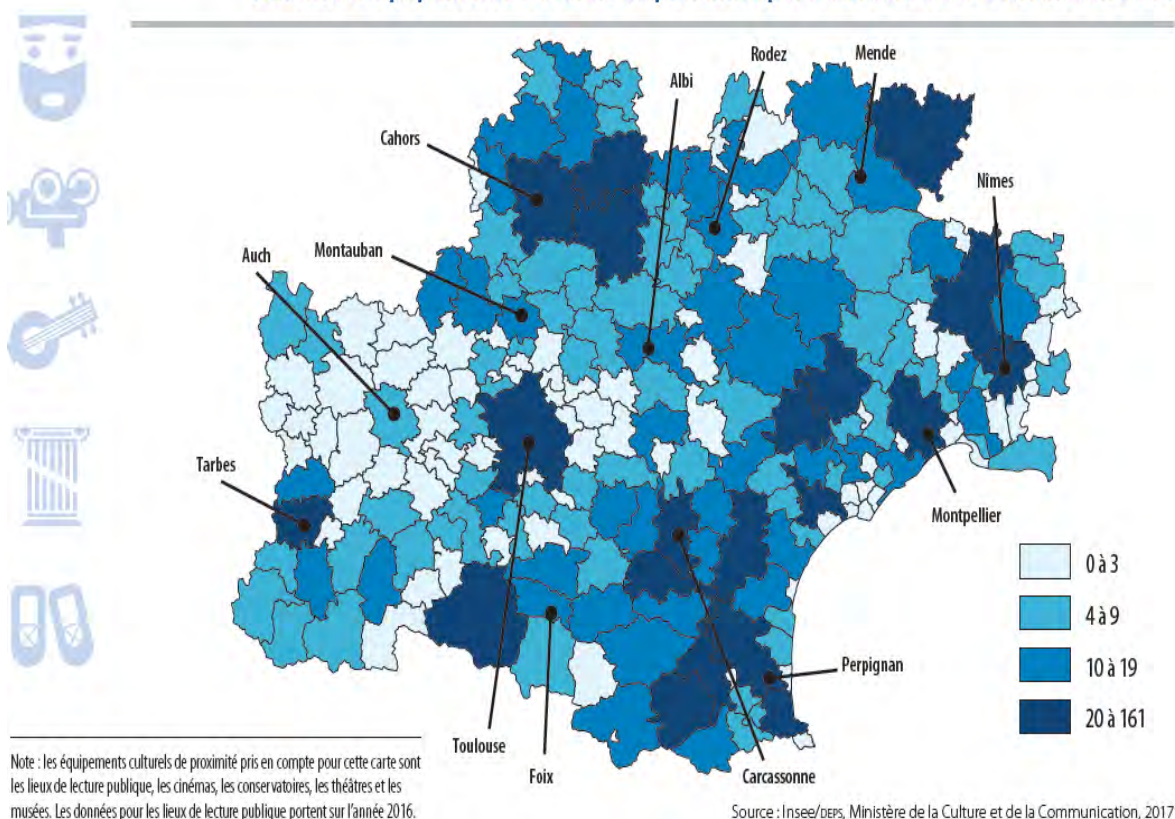 Rodez
Mende
Albi
Cahors
Nîmes
Montauban
Auch
Tarbes
Montpellier
0 à 3
4 à 9
10 à 19
20 à 161
Perpignan
Toulouse
Foix
Carcassonne
Note : les équipements culturels de proximité pris en compte pour cette carte sont
les lieux de lecture publique, les cinémas, les conservatoires, les théâtres et les
musées. Les données pour les lieux de lecture publique portent sur l'année 2016.
Source : Insee/DEPS, Ministère de la Culture et de la Communication, 2017